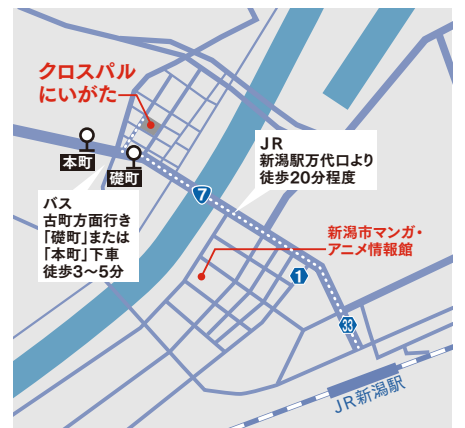 クロスパル
にいがた
本町
礎町
バス
古町方面行き
「礎町」または
「本町」下車
徒歩3〜5分
JR
新潟駅万代口より
徒歩20分程度
7
新潟市マンガ・
アニメ情報館
1
33
JR新潟駅